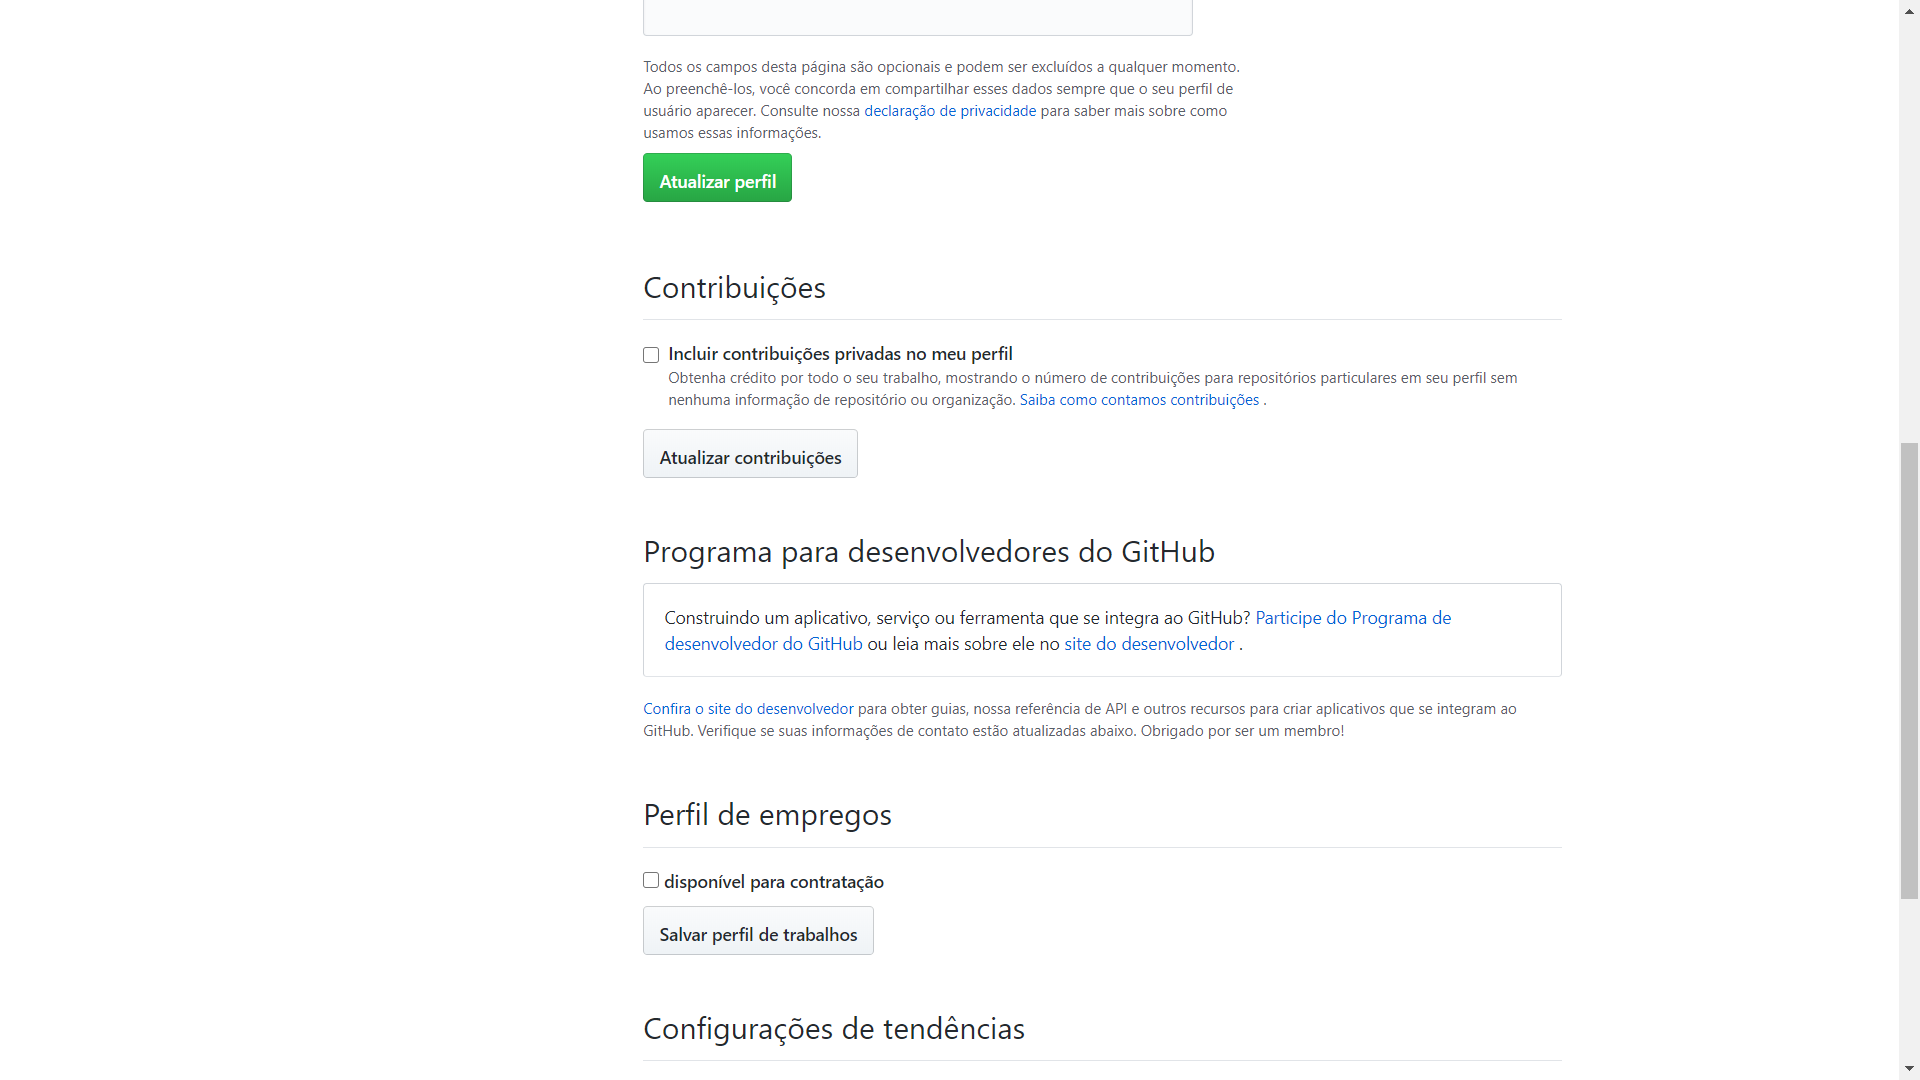 Todos os campos desta página são opcionais e podem ser excluídos a qualquer momento.
Ao preenchê-los, você concorda em compartilhar esses dados sempre que o seu perfil de
usuário aparecer. Consulte nossa declaração de privacidade para saber mais sobre como
usamos essas informações.
Atualizar perfil
Contribuições
Incluir contribuições privadas no meu perfil
Obtenha crédito por todo o seu trabalho, mostrando o número de contribuições para repositórios particulares em seu perfil sem
nenhuma informação de repositório ou organização. Saiba como contamos contribuições .
Atualizar contribuições
Programa para desenvolvedores do GitHub
Construindo um aplicativo, serviço ou ferramenta que se integra ao GitHub? Participe do Programa de
desenvolvedor do GitHub ou leia mais sobre ele no site do desenvolvedor .
Confira o site do desenvolvedor para obter guias, nossa referência de API e outros recursos para criar aplicativos que se integram ao
GitHub. Verifique se suas informações de contato estão atualizadas abaixo. Obrigado por ser um membro!
Perfil de empregos
disponível para contratação
Salvar perfil de trabalhos
Configurações de tendências